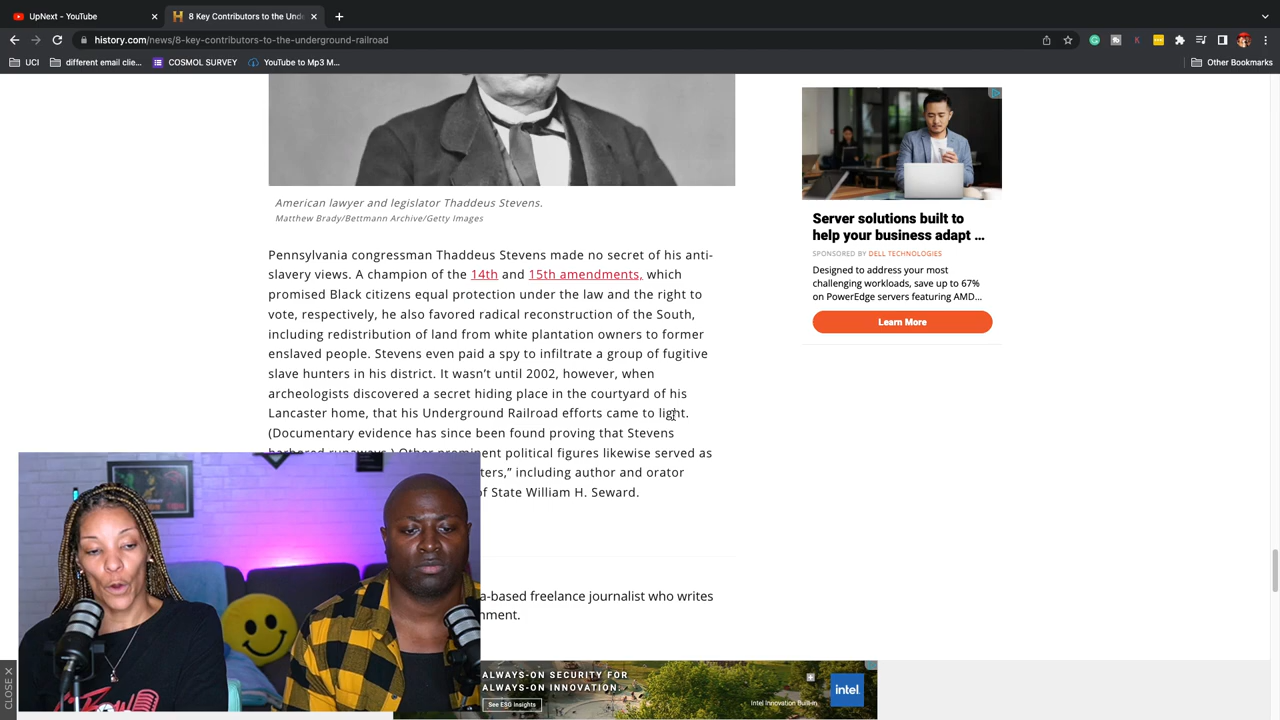 UpNext - YouTube
8 Key Contributors to the Und
history.com/news/8-key-contributors-to-the-underground-railroad
UCI
different email clie...
COSMOL SURVEY
YouTube to Mp3 M...
Other Bookmarks
American lawyer and legislator Thaddeus Stevens.
Matthew Brady/Bettmann Archive/Getty Images
Pennsylvania congressman Thaddeus Stevens made no secret of his anti-
slavery views. A champion of the 14th and 15th amendments, which
promised Black citizens equal protection under the law and the right to
vote, respectively, he also favored radical reconstruction of the South,
including redistribution of land from white plantation owners to former
enslaved people. Stevens even paid a spy to infiltrate a group of fugitive
slave hunters in his district. It wasn't until 2002, however, when
archeologists discovered a secret hiding place in the courtyard of his
Lancaster home, that his Underground Railroad efforts came to light.
(Documentary evidence has since been found proving that Stevens
harbored runaways.) Other prominent political figures likewise served as
ters,” including author and orator
of State William H. Seward.
a-based freelance journalist who writes
nment.
Server solutions built to
help your business adapt ...
SPONSORED BY DELL TECHNOLOGIES
Designed to address your most
challenging workloads, save up to 67%
on PowerEdge servers featuring AMD...
Learn More
CLOSE X
ALWAYS-ON SECURITY FOR
ALWAYS-ON INNOVATION.
See ESG insights
Intel Innovation Built-in
intel.